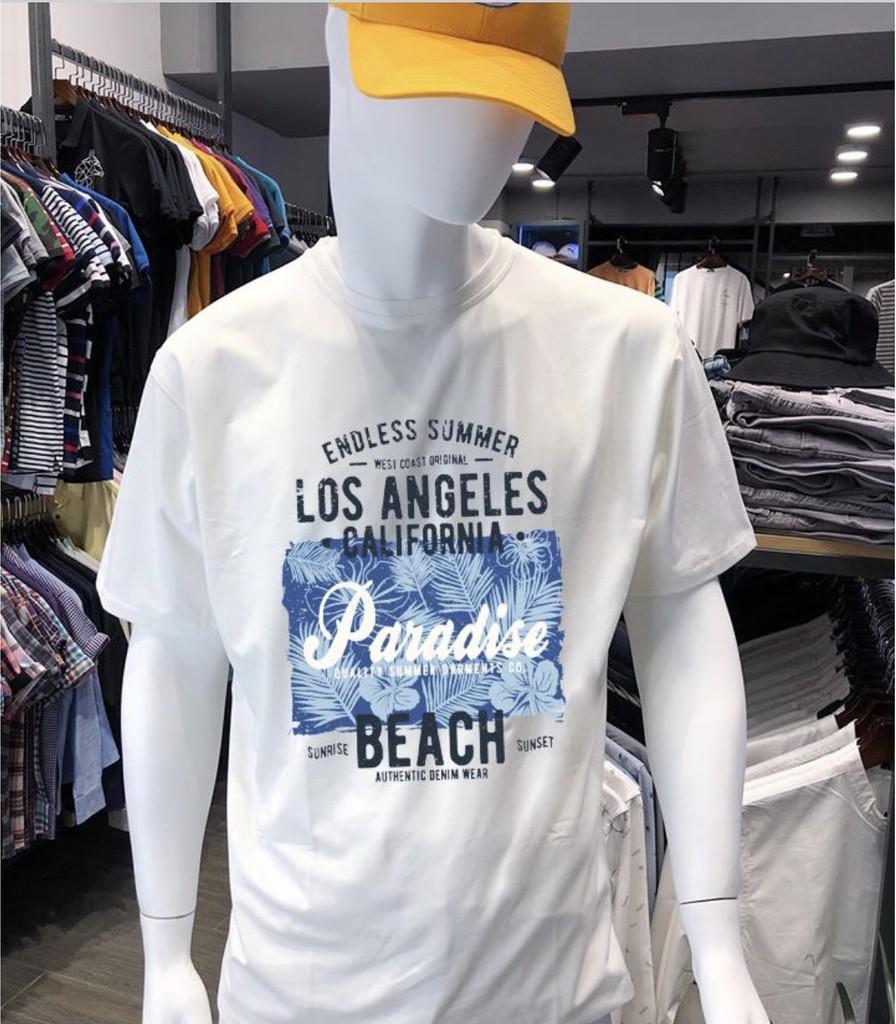 ENDLESS SUMMER
WEST COAST ORIGINAL
LOS ANGELES
• CALIFORNIA •
Paradise
QUALITY SUMMER GARMENTS CO.
SUNRISE BEACH SUNSET
AUTHENTIC DENIM WEAR